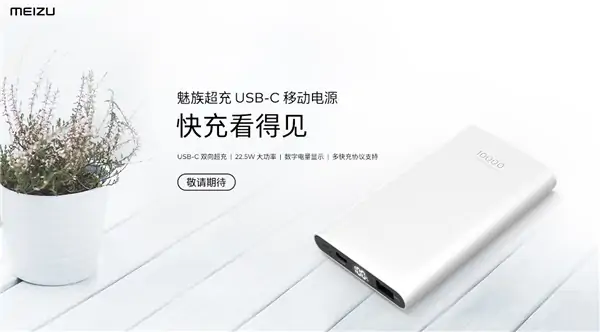 MEIZU
魅族超充 USB-C 移动电源
快充看得见
USB-C 双向超充 | 22.5W 大功率 | 数字电量显示 | 多快充协议支持
敬请期待
10000
100